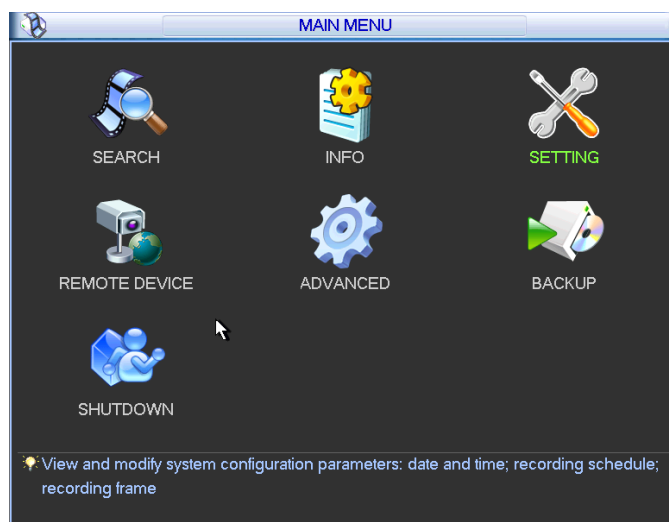 MAIN MENU
SEARCH
INFO
SETTING
REMOTE DEVICE
ADVANCED
BACKUP
SHUTDOWN
View and modify system configuration parameters: date and time; recording schedule;
recording frame